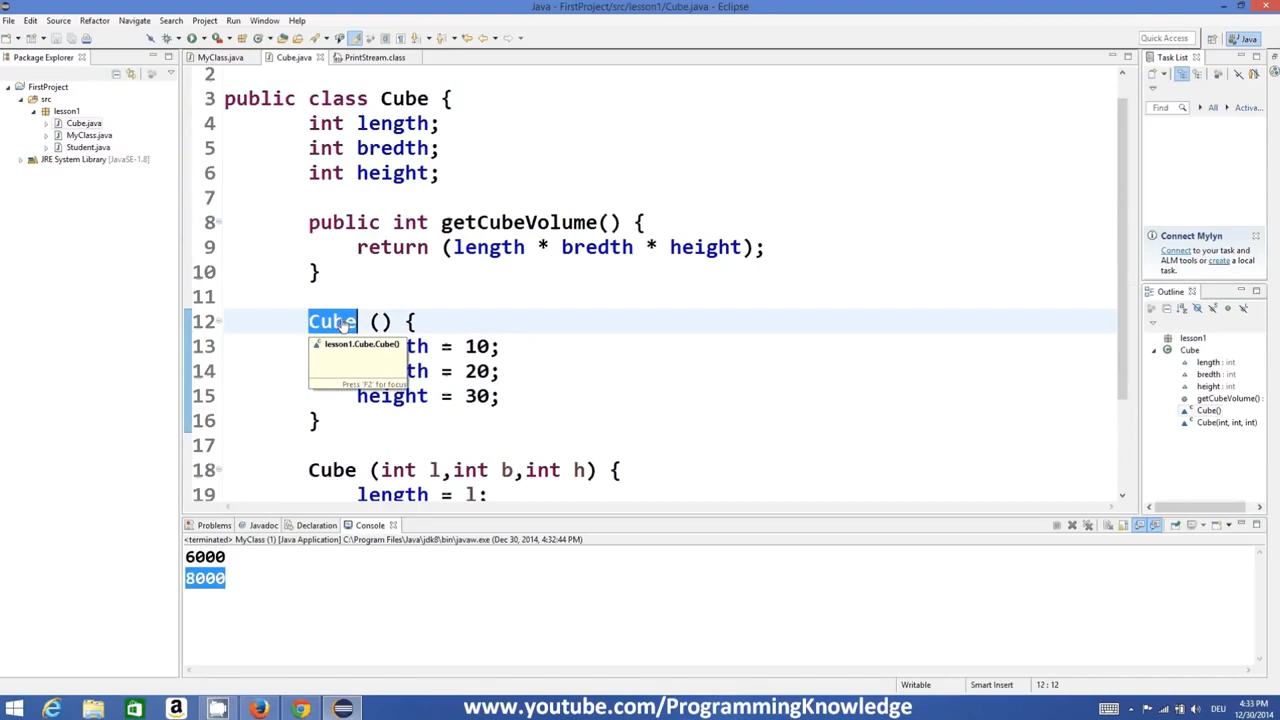 Java - FirstProject/src/lesson1/Cube.java - Eclipse
File Edit Source Refactor Navigate Search Project Run Window Help
Quick Access
Java
Package Explorer
MyClass.java
Cube.java
PrintStream.class
Task List
FirstProject
src
lesson1
Cube.java
MyClass.java
Student.java
JRE System Library [JavaSE-1.8]
2
3 public class Cube {
4 int length;
5 int bredth;
6 int height;
7
8 public int getCubeVolume() {
9 return (length * bredth * height);
10 }
11
12 Cube () {
13 th = 10;
14 th = 20;
15 height = 30;
16 }
17
18 Cube (int l,int b,int h) {
19 length = l;
lesson1.Cube.Cube()
Press 'F2' for focus
Find All Activa...
Connect Mylyn
Connect to your task and
ALM tools or create a local
task.
Outline
lesson1
Cube
length : int
bredth : int
height : int
getCubeVolume() :
Cube()
Cube(int, int, int)
Problems Javadoc Declaration Console
<terminated> MyClass (1) [Java Application] C:\Program Files\Java\jdk8\bin\javaw.exe (Dec 30, 2014, 4:32:44 PM)
6000
8000
Writable Smart Insert 12 : 12
www.youtube.com/ProgrammingKnowledge
DEU
4:33 PM
12/30/2014